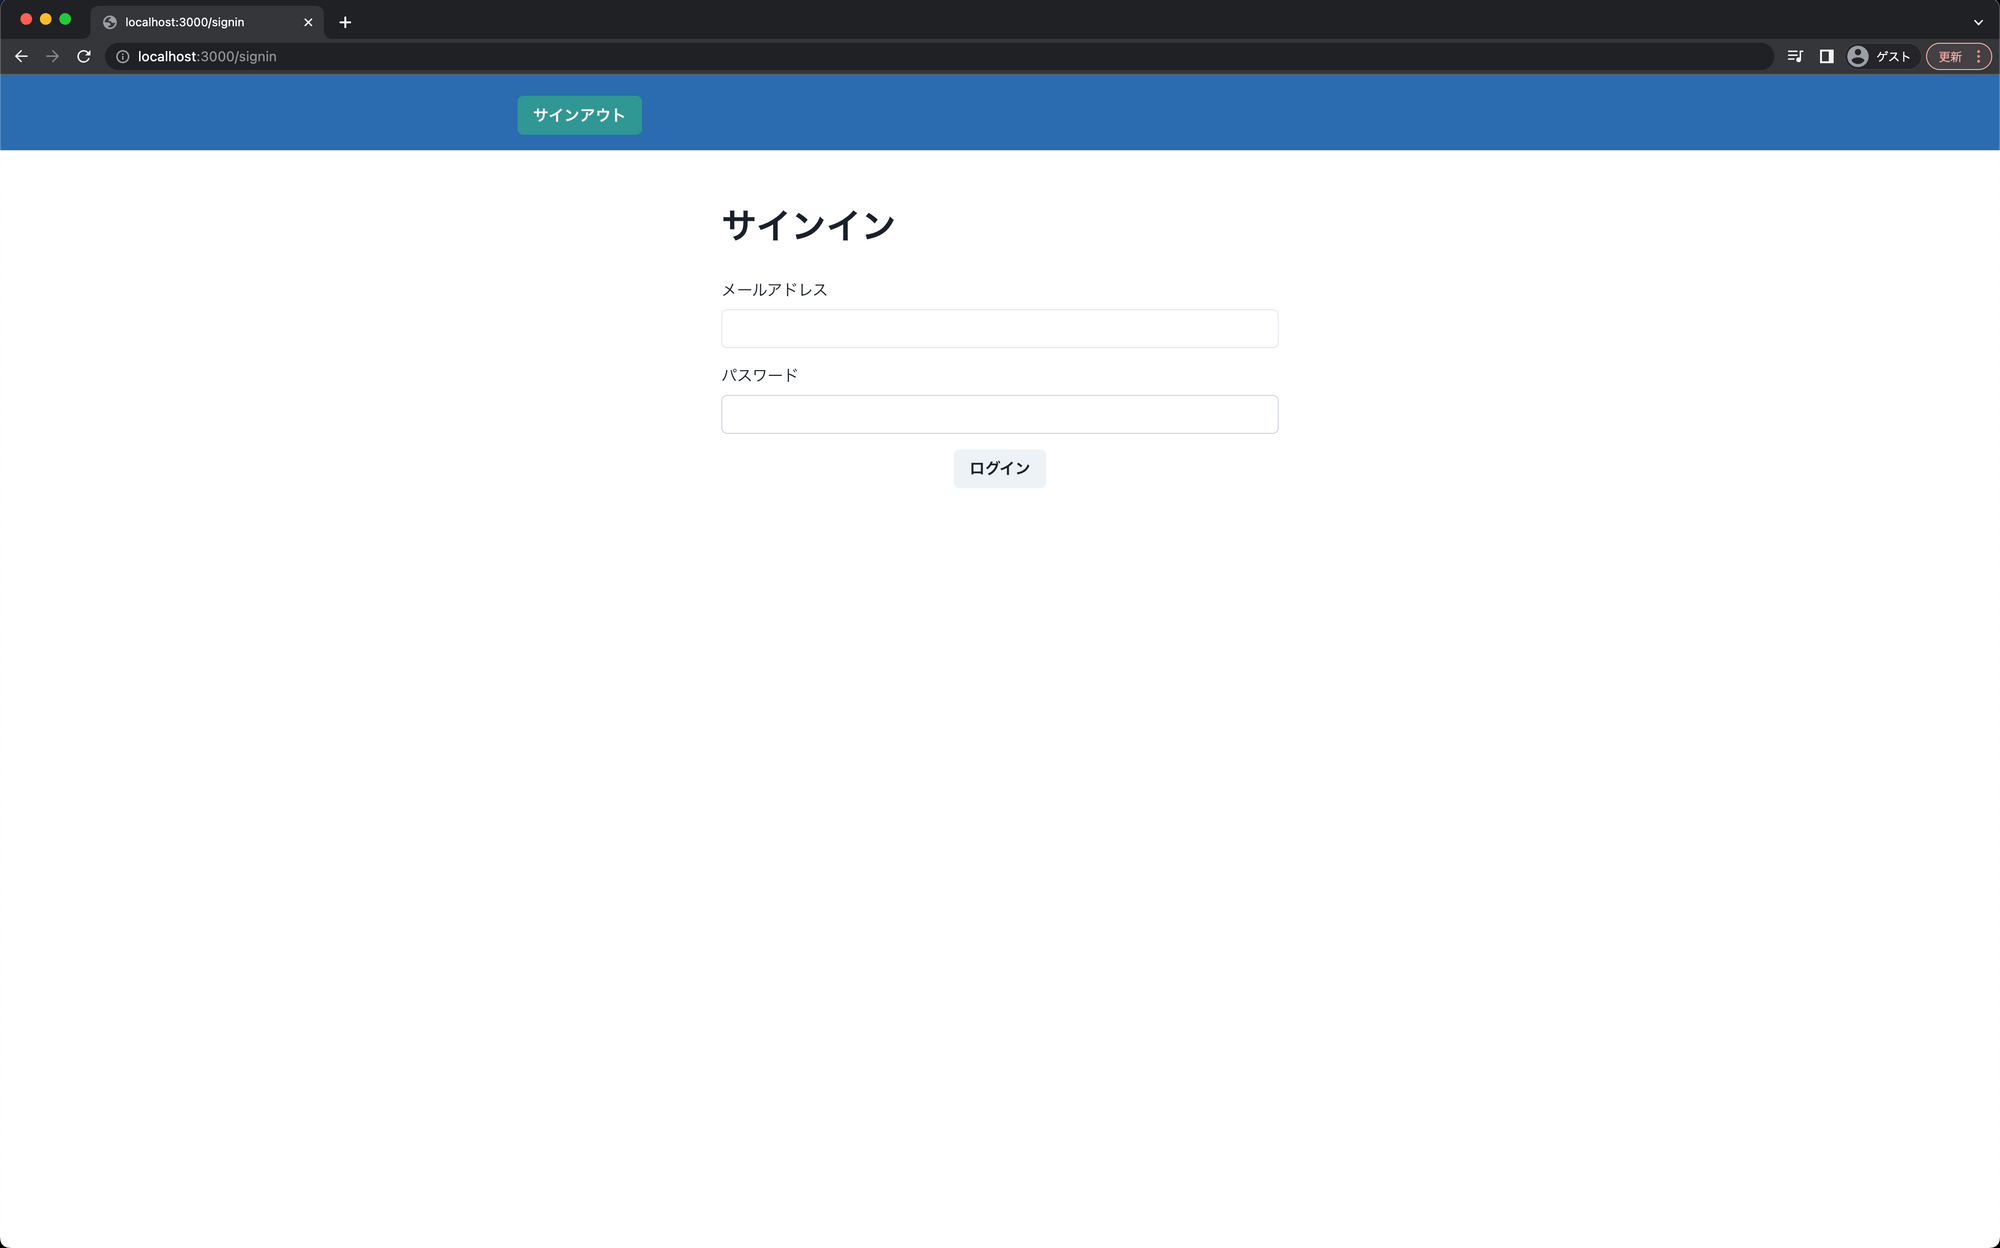 localhost:3000/signin
localhost:3000/signin
ゲスト
更新
サインアウト
サインイン
メールアドレス
パスワード
ログイン